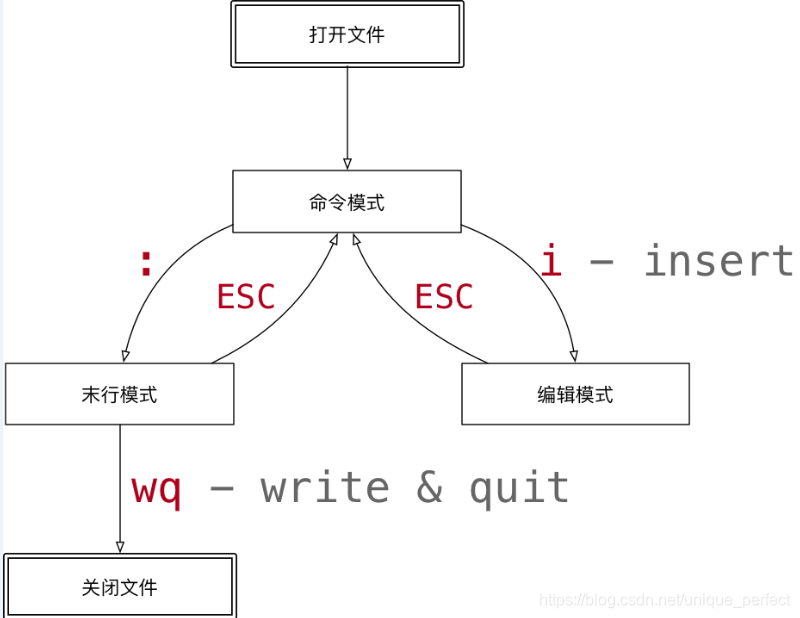 打开文件
命令模式
:
i - insert
ESC
ESC
末行模式
编辑模式
wq - write & quit
关闭文件
https://blog.csdn.net/unique_perfect